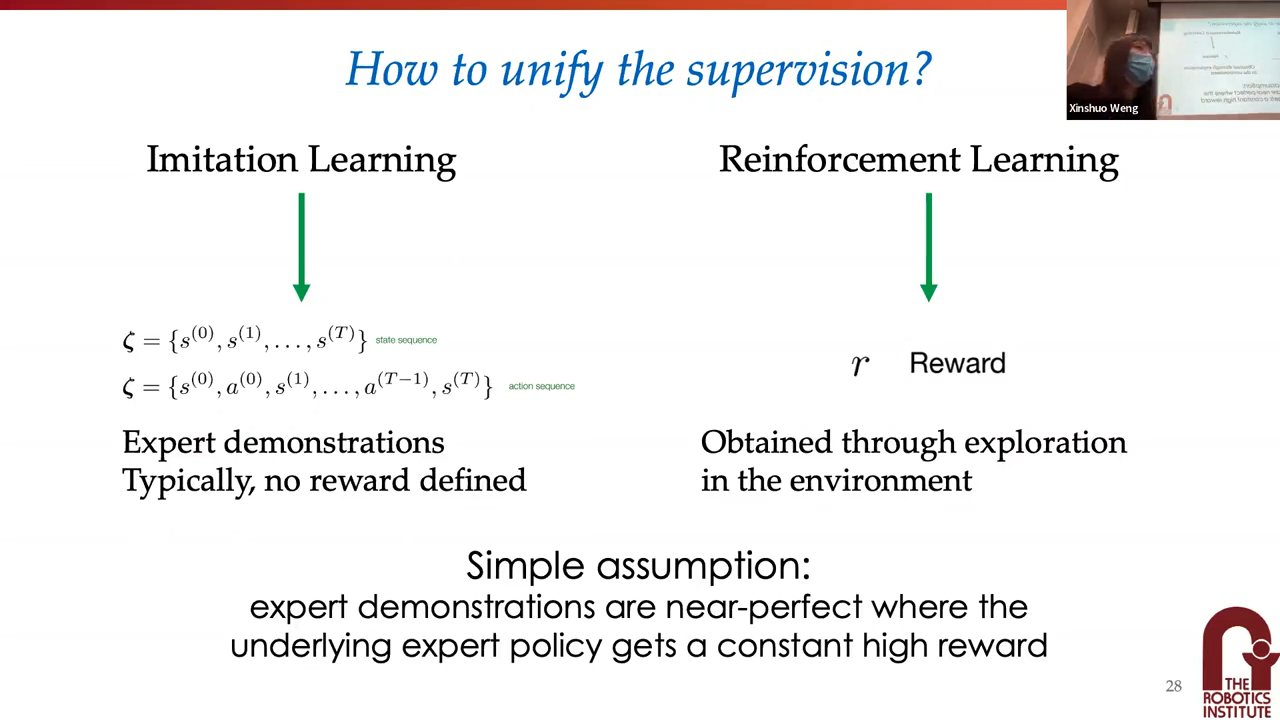 How to unify the supervision?
Xinshuo Weng
Imitation Learning
Reinforcement Learning
ζ = {s^(0), s^(1), . . . , s^(T)} state sequence
ζ = {s^(0), a^(0), s^(1), . . . , a^(T−1), s^(T)} action sequence
r Reward
Expert demonstrations
Typically, no reward defined
Obtained through exploration
in the environment
Simple assumption:
expert demonstrations are near-perfect where the
underlying expert policy gets a constant high reward
28
THE
ROBOTICS
INSTITUTE